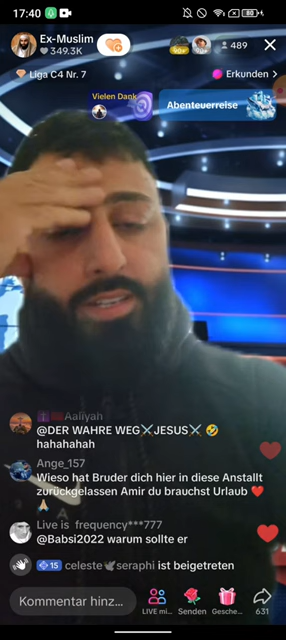 17:40
80
Ex-Muslim
349.3K
489
Liga C4 Nr. 7
Erkunden >
Vielen Dank
Abenteuerreise
Aaliyah
@DER WAHRE WEG⚔JESUS⚔ 🤣
hahahahah
Ange_157
Wieso hat Bruder dich hier in diese Anstallt
zurückgelassen Amir du brauchst Urlaub ❤️
🙏
Live is frequency***777
@Babsi2022 warum sollte er
15 celeste🕊seraphi ist beigetreten
Kommentar hinz...
LIVE mi... Senden Gesche... 631